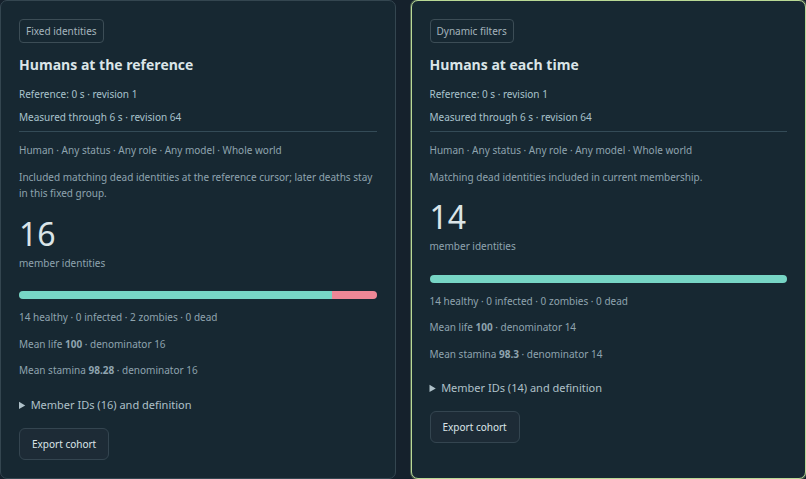 Fixed identities
Humans at the reference
Reference: 0 s · revision 1
Measured through 6 s · revision 64
Human · Any status · Any role · Any model · Whole world
Included matching dead identities at the reference cursor; later deaths stay
in this fixed group.
16
member identities
14 healthy · 0 infected · 2 zombies · 0 dead
Mean life 100 · denominator 16
Mean stamina 98.28 · denominator 16
Member IDs (16) and definition
Export cohort
Dynamic filters
Humans at each time
Reference: 0 s · revision 1
Measured through 6 s · revision 64
Human · Any status · Any role · Any model · Whole world
Matching dead identities included in current membership.
14
member identities
14 healthy · 0 infected · 0 zombies · 0 dead
Mean life 100 · denominator 14
Mean stamina 98.3 · denominator 14
Member IDs (14) and definition
Export cohort